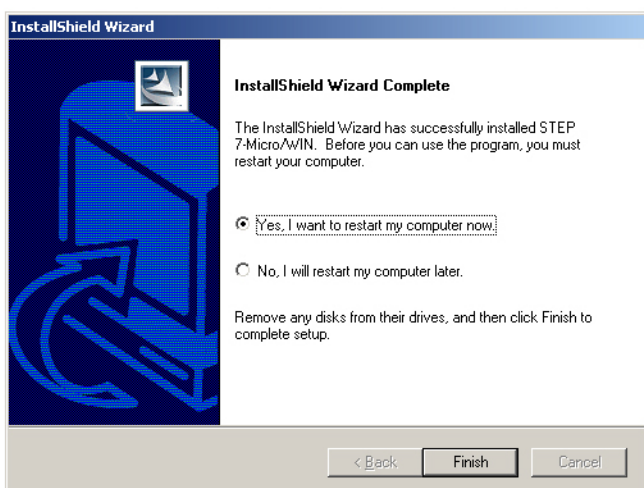 InstallShield Wizard
InstallShield Wizard Complete
The InstallShield Wizard has successfully installed STEP
7-Micro/WIN. Before you can use the program, you must
restart your computer.
Yes, I want to restart my computer now.
No, I will restart my computer later.
Remove any disks from their drives, and then click Finish to
complete setup.
< Back
Finish
Cancel